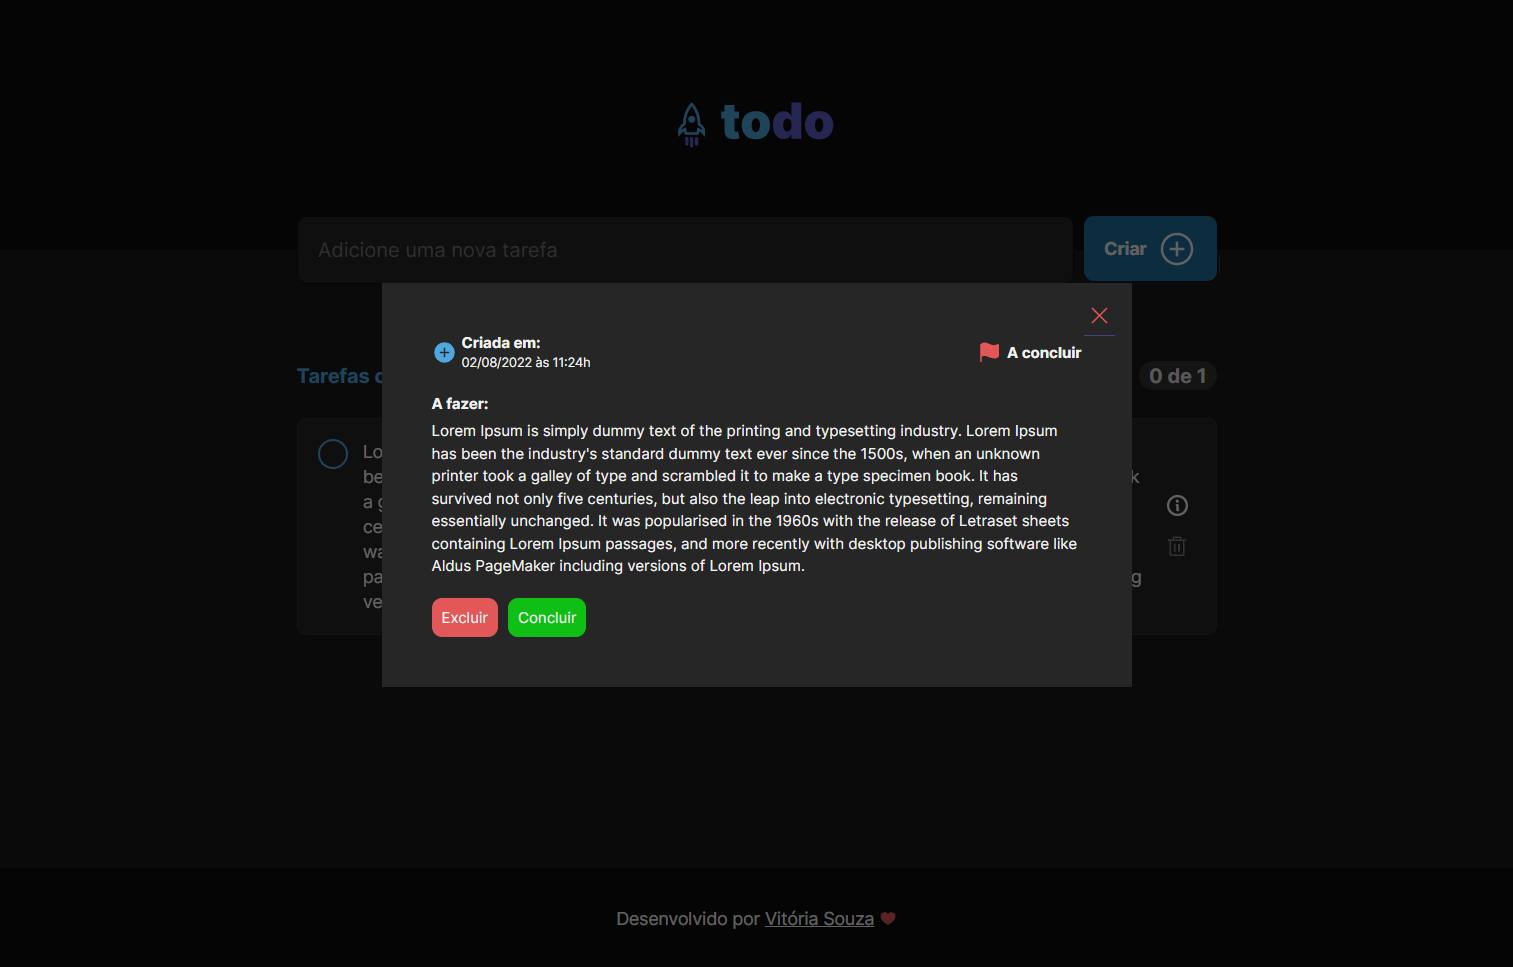 todo
Adicione uma nova tarefa
Criar
Tarefas
0 de 1
Criada em:
02/08/2022 às 11:24h
A concluir
A fazer:
Lorem Ipsum is simply dummy text of the printing and typesetting industry. Lorem Ipsum
has been the industry's standard dummy text ever since the 1500s, when an unknown
printer took a galley of type and scrambled it to make a type specimen book. It has
survived not only five centuries, but also the leap into electronic typesetting, remaining
essentially unchanged. It was popularised in the 1960s with the release of Letraset sheets
containing Lorem Ipsum passages, and more recently with desktop publishing software like
Aldus PageMaker including versions of Lorem Ipsum.
Excluir
Concluir
Desenvolvido por Vitória Souza